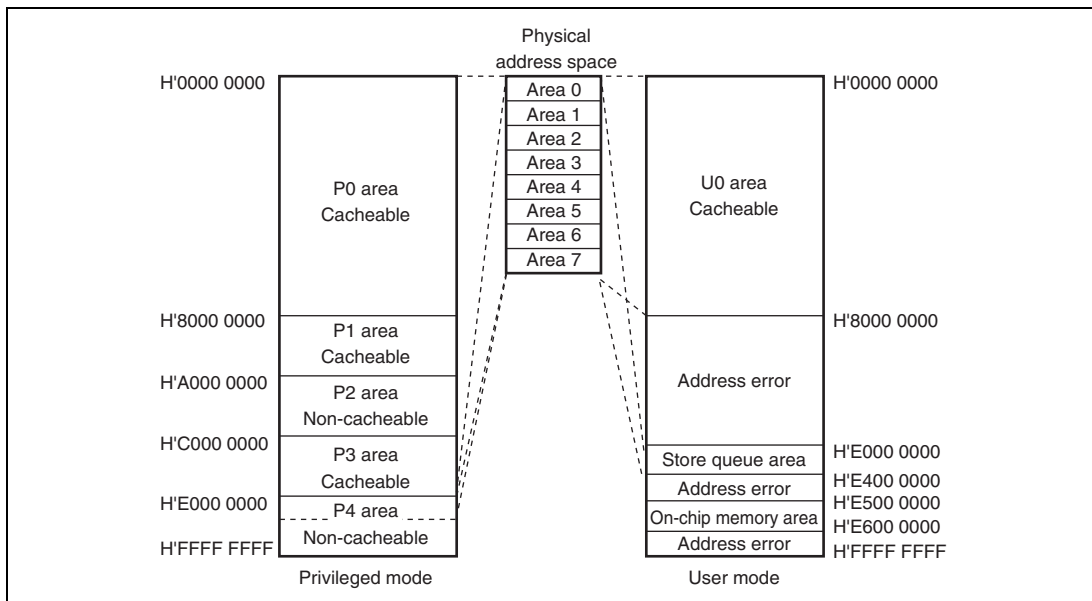 Physical
address space
H'0000 0000
P0 area
Cacheable
H'8000 0000
P1 area
Cacheable
H'A000 0000
P2 area
Non-cacheable
H'C000 0000
P3 area
Cacheable
H'E000 0000
P4 area
Non-cacheable
H'FFFF FFFF
Privileged mode
Area 0
Area 1
Area 2
Area 3
Area 4
Area 5
Area 6
Area 7
H'0000 0000
U0 area
Cacheable
H'8000 0000
Address error
H'E000 0000
Store queue area
H'E400 0000
Address error
H'E500 0000
On-chip memory area
H'E600 0000
Address error
H'FFFF FFFF
User mode